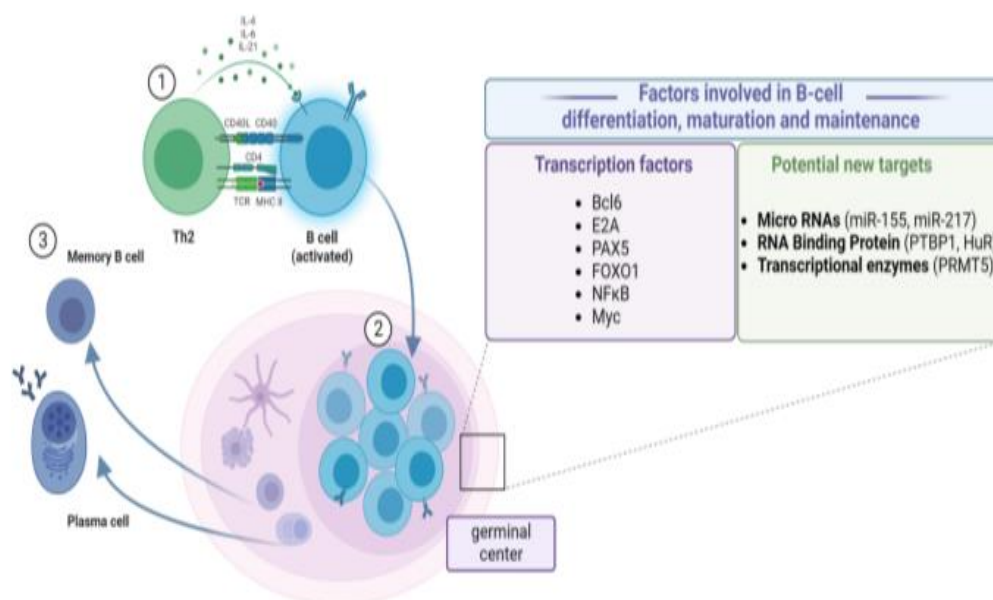 IL-4
IL-6
IL-21
1
CD40L CD40
CD4
TCR MHC II
Th2
B cell
(activated)
3
Memory B cell
Plasma cell
2
germinal
center
Factors involved in B-cell
differentiation, maturation and maintenance
Transcription factors
• Bcl6
• E2A
• PAX5
• FOXO1
• NFκB
• Myc
Potential new targets
• Micro RNAs (miR-155, miR-217)
• RNA Binding Protein (PTBP1, HuR)
• Transcriptional enzymes (PRMT5)